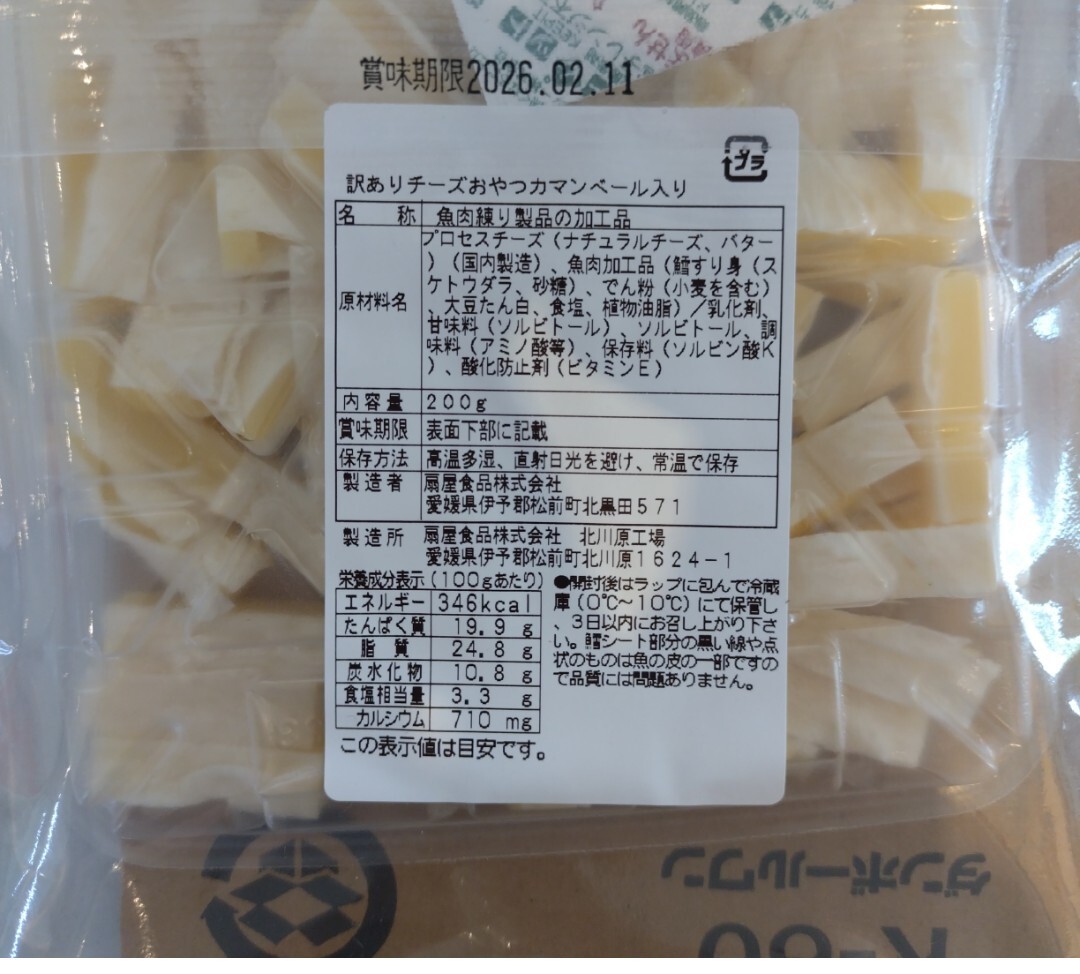 賞味期限2026.02.11
プラ
訳ありチーズおやつカマンベール入り
名 称 魚肉練り製品の加工品
原材料名 プロセスチーズ（ナチュラルチーズ、バター
）（国内製造）、魚肉加工品（鱈すり身（ス
ケトウダラ、砂糖）、でん粉（小麦を含む）
、大豆たん白、食塩、植物油脂）／乳化剤、
甘味料（ソルビトール）、ソルビトール、調
味料（アミノ酸等）、保存料（ソルビン酸K
）、酸化防止剤（ビタミンE）
内容量 200g
賞味期限 表面下部に記載
保存方法 高温多湿、直射日光を避け、常温で保存
製造者 扇屋食品株式会社
愛媛県伊予郡松前町北黒田571
製造所 扇屋食品株式会社 北川原工場
愛媛県伊予郡松前町北川原1624-1
栄養成分表示（100gあたり）
エネルギー 346kcal
たんぱく質 19.9 g
脂質 24.8 g
炭水化物 10.8 g
食塩相当量 3.3 g
カルシウム 710 mg
この表示値は目安です。
●開封後はラップに包んで冷蔵
庫（0℃～10℃）にて保管し
、3日以内にお召し上がり下さ
い。鱈シート部分の黒い線や点
状のものは魚の皮の一部ですの
で品質には問題ありません。
ダンボールワン
K-60